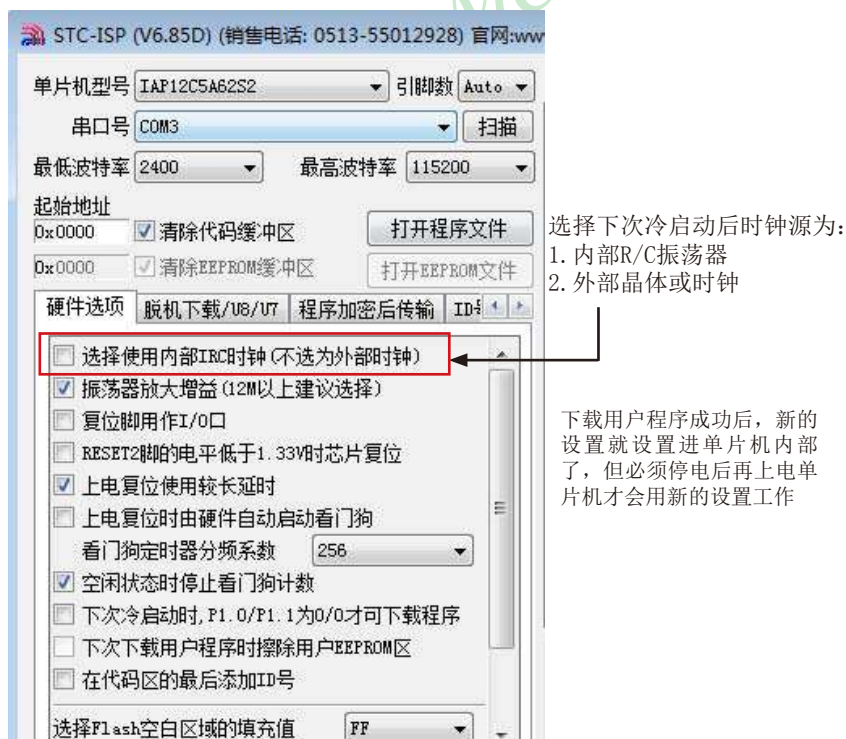 STC-ISP (V6.85D) (销售电话: 0513-55012928) 官网:ww
单片机型号 IAP12C5A62S2 引脚数 Auto
串口号 COM3 扫描
最低波特率 2400 最高波特率 115200
起始地址
0x0000 清除代码缓冲区 打开程序文件
0x0000 清除EEPROM缓冲区 打开EEPROM文件
硬件选项 脱机下载/U8/U7 程序加密后传输
选择使用内部IRC时钟(不选为外部时钟)
振荡器放大增益(12M以上建议选择)
复位脚用作I/O口
RESET2脚的电平低于1.33V时芯片复位
上电复位使用较长延时
上电复位时由硬件自动启动看门狗
看门狗定时器分频系数 256
空闲状态时停止看门狗计数
下次冷启动时,P1.0/P1.1为0/0才可下载程序
下次下载用户程序时擦除用户EEPROM区
在代码区的最后添加ID号
选择Flash空白区域的填充值 FF
选择下次冷启动后时钟源为:
1.内部R/C振荡器
2.外部晶体或时钟
下载用户程序成功后，新的
设置就设置进单片机内部
了，但必须停电后再上电单
片机才会用新的设置工作